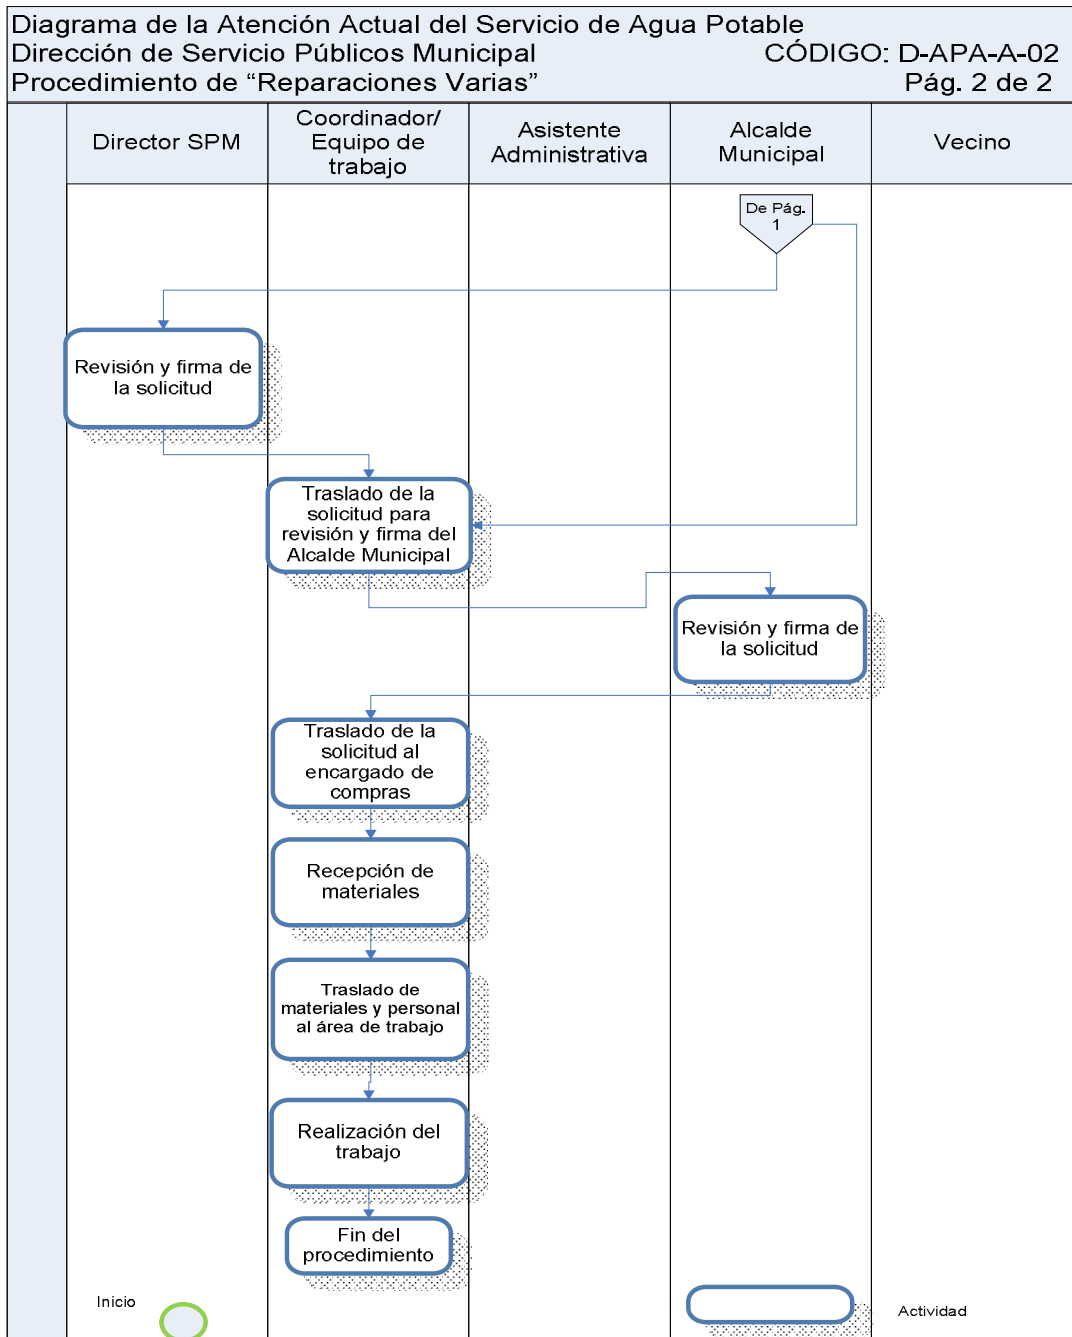 Diagrama de la Atención Actual del Servicio de Agua Potable
Dirección de Servicio Públicos Municipal
CÓDIGO: D-APA-A-02
Procedimiento de “Reparaciones Varias”
Pág. 2 de 2
Director SPM
Coordinador/
Equipo de
trabajo
Asistente
Administrativa
Alcalde
Municipal
Vecino
De Pág.
1
Revisión y firma de
la solicitud
Traslado de la
solicitud para
revisión y firma del
Alcalde Municipal
Revisión y firma de
la solicitud
Traslado de la
solicitud al
encargado de
compras
Recepción de
materiales
Traslado de
materiales y personal
al área de trabajo
Realización del
trabajo
Fin del
procedimiento
Inicio
Actividad